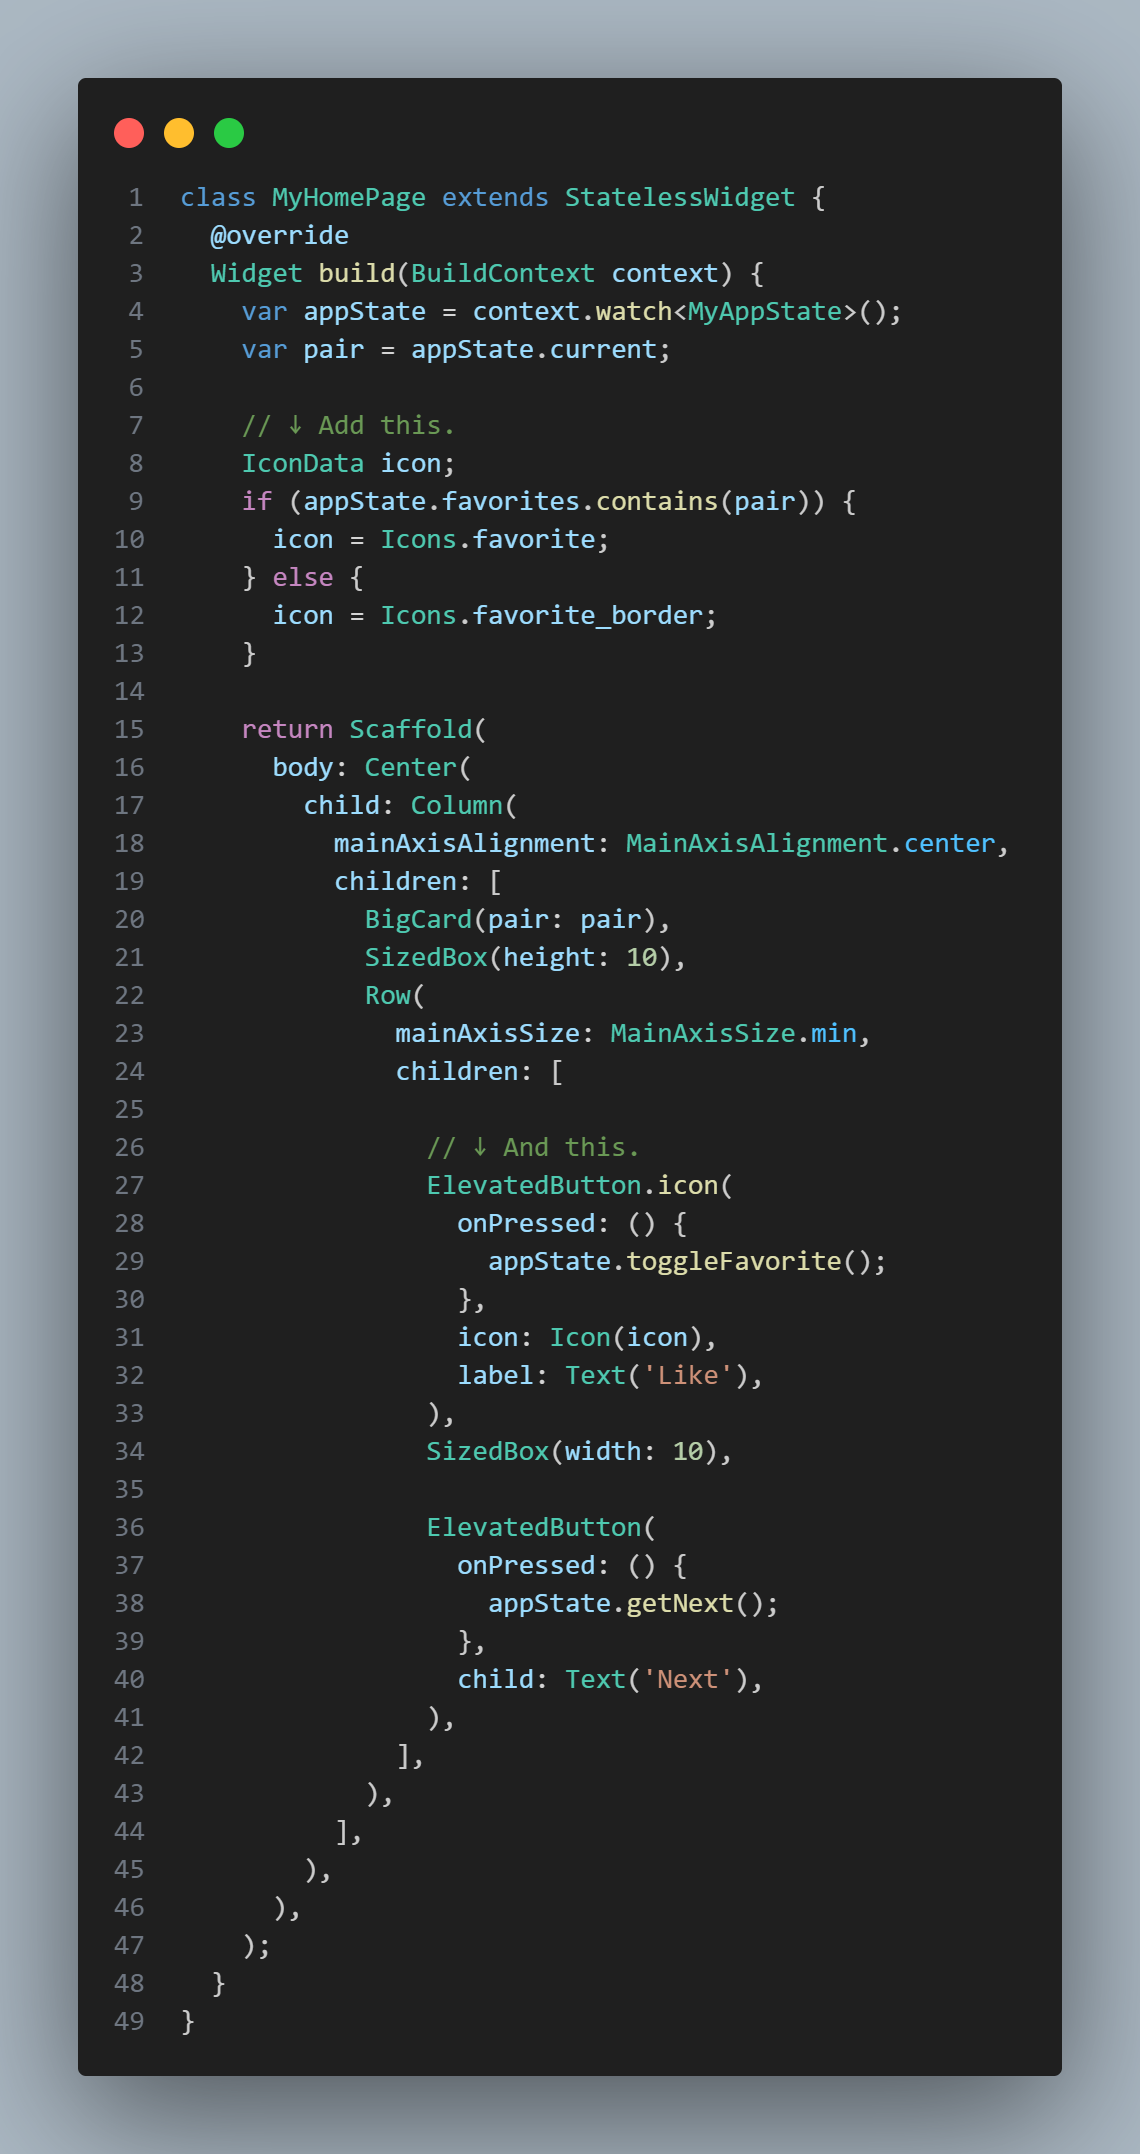 1 class MyHomePage extends StatelessWidget {
2   @override
3   Widget build(BuildContext context) {
4     var appState = context.watch<MyAppState>();
5     var pair = appState.current;
6
7     // ↓ Add this.
8     IconData icon;
9     if (appState.favorites.contains(pair)) {
10       icon = Icons.favorite;
11     } else {
12       icon = Icons.favorite_border;
13     }
14
15     return Scaffold(
16       body: Center(
17         child: Column(
18           mainAxisAlignment: MainAxisAlignment.center,
19           children: [
20             BigCard(pair: pair),
21             SizedBox(height: 10),
22             Row(
23               mainAxisSize: MainAxisSize.min,
24               children: [
25
26                 // ↓ And this.
27                 ElevatedButton.icon(
28                   onPressed: () {
29                     appState.toggleFavorite();
30                   },
31                   icon: Icon(icon),
32                   label: Text('Like'),
33                 ),
34                 SizedBox(width: 10),
35
36                 ElevatedButton(
37                   onPressed: () {
38                     appState.getNext();
39                   },
40                   child: Text('Next'),
41                 ),
42               ],
43             ),
44           ],
45         ),
46       ),
47     );
48   }
49 }